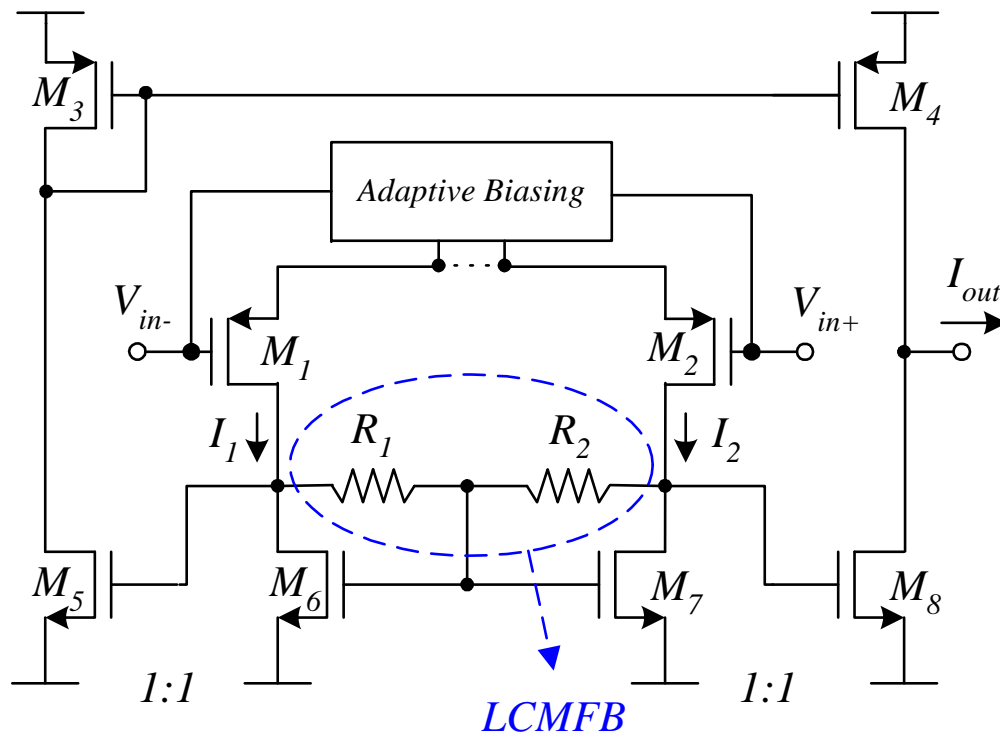 M3
M4
Adaptive Biasing
Vin-
M1
M2
Vin+
Iout
I1
R1
R2
I2
M5
M6
M7
M8
1:1
1:1
LCMFB